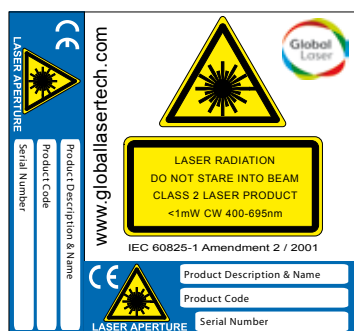 CE
LASER APERTURE
Serial Number
Product Code
Product Description & Name
www.globallasertech.com
Global
Laser
LASER RADIATION
DO NOT STARE INTO BEAM
CLASS 2 LASER PRODUCT
<1mW CW 400-695nm
IEC 60825-1 Amendment 2 / 2001
CE
LASER APERTURE
Product Description & Name
Product Code
Serial Number